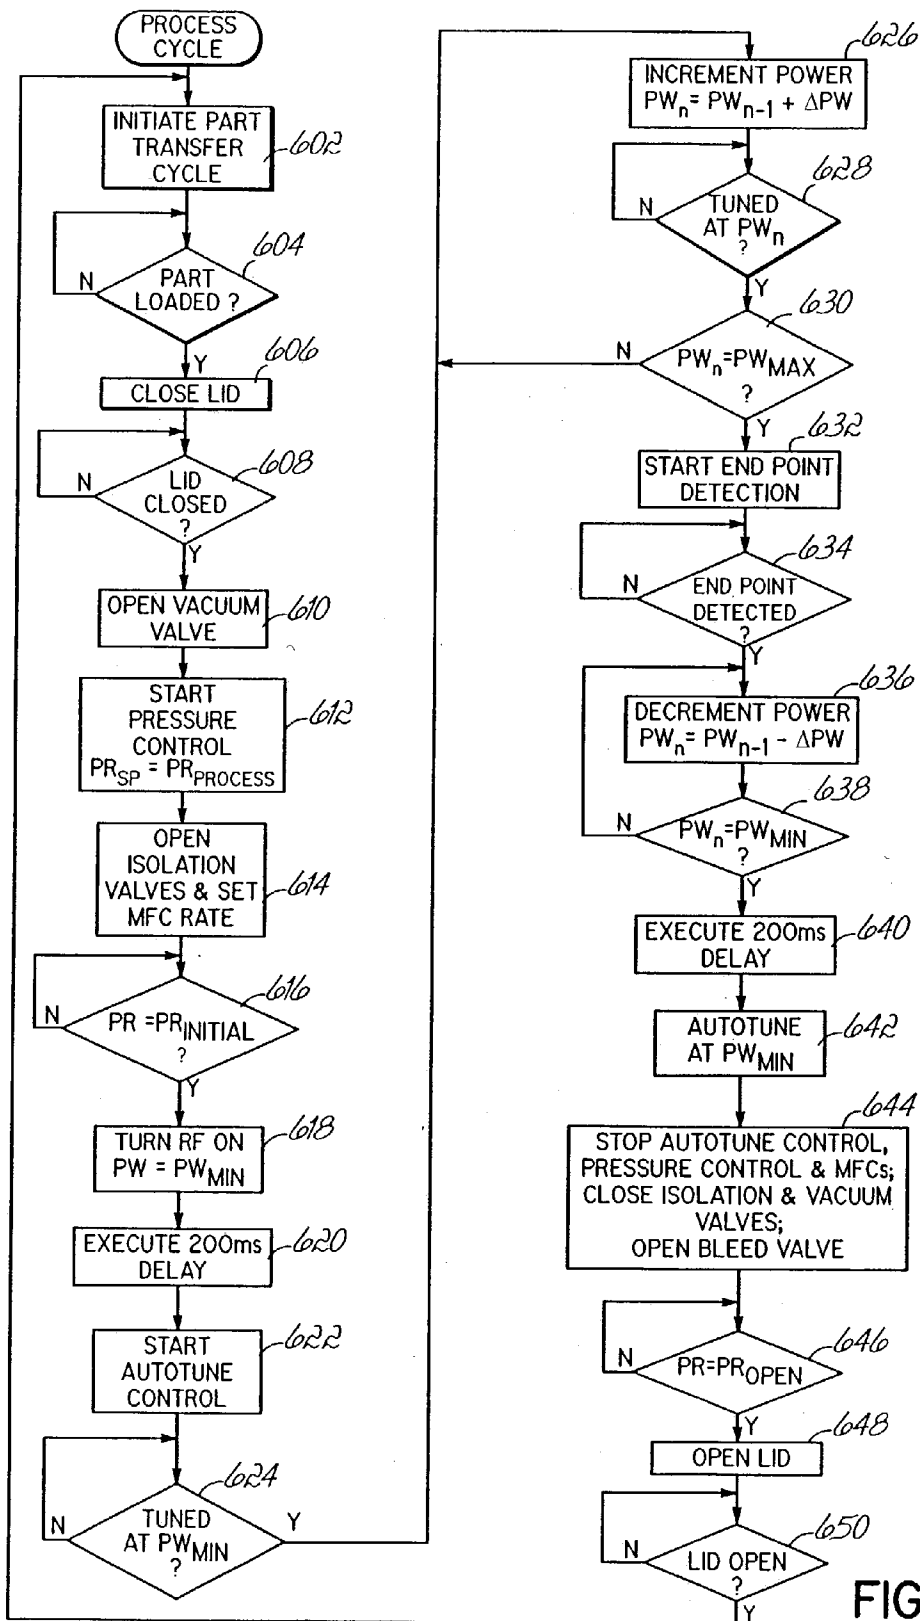 PROCESS
CYCLE
INITIATE PART
TRANSFER
CYCLE
602
604
N
PART
LOADED ?
Y
606
CLOSE LID
608
N
LID
CLOSED
?
Y
OPEN VACUUM
VALVE
610
START
PRESSURE
CONTROL
PR_SP = PR_PROCESS
612
OPEN
ISOLATION
VALVES & SET
MFC RATE
614
616
N
PR = PR_INITIAL
?
Y
TURN RF ON
PW = PW_MIN
618
EXECUTE 200ms
DELAY
620
START
AUTOTUNE
CONTROL
622
624
N
TUNED
AT PW_MIN
?
Y
626
INCREMENT POWER
PW_n = PW_n-1 + ΔPW
628
N
TUNED
AT PW_n
?
Y
630
N
PW_n = PW_MAX
?
Y
632
START END POINT
DETECTION
634
N
END POINT
DETECTED
?
Y
636
DECREMENT POWER
PW_n = PW_n-1 - ΔPW
638
N
PW_n = PW_MIN
?
Y
EXECUTE 200ms
DELAY
640
AUTOTUNE
AT PW_MIN
642
644
STOP AUTOTUNE CONTROL,
PRESSURE CONTROL & MFCs;
CLOSE ISOLATION & VACUUM
VALVES;
OPEN BLEED VALVE
646
N
PR = PR_OPEN
Y
648
OPEN LID
650
N
LID OPEN
?
Y
FIG